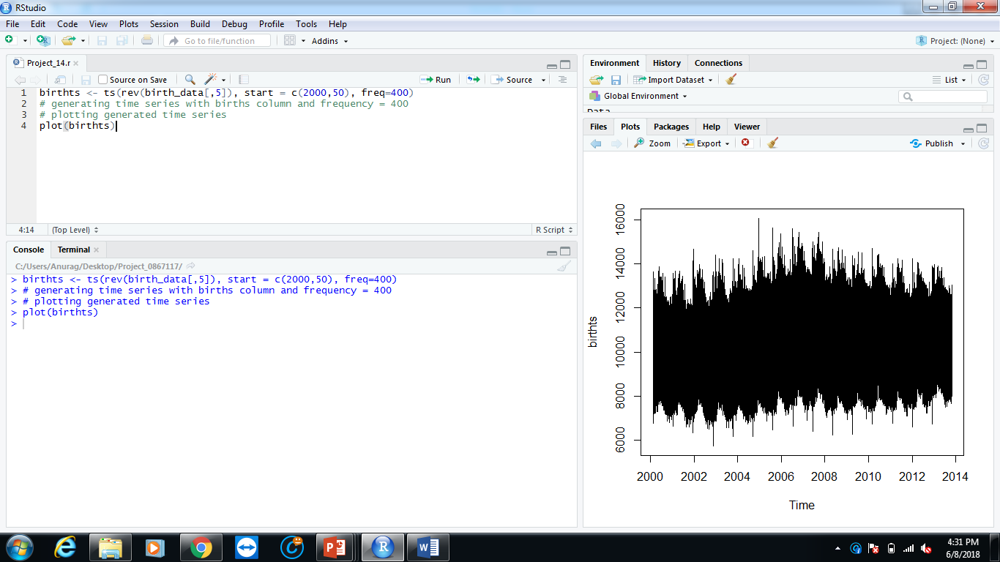 RStudio
File Edit Code View Plots Session Build Debug Profile Tools Help
Go to file/function Addins Project: (None)
Project_14.r
Source on Save Run Source
1 birthts <- ts(rev(birth_data[,5]), start = c(2000,50), freq=400)
2 # generating time series with births column and frequency = 400
3 # plotting generated time series
4 plot(birthts)
4:14 (Top Level) R Script
Console Terminal
C:/Users/Anurag/Desktop/Project_0867117/
> birthts <- ts(rev(birth_data[,5]), start = c(2000,50), freq=400)
> # generating time series with births column and frequency = 400
> # plotting generated time series
> plot(birthts)
>
Environment History Connections
Import Dataset List
Global Environment
Data
Files Plots Packages Help Viewer
Zoom Export Publish
birthts
16000
14000
12000
10000
8000
6000
2000 2002 2004 2006 2008 2010 2012 2014
Time
4:31 PM
6/8/2018